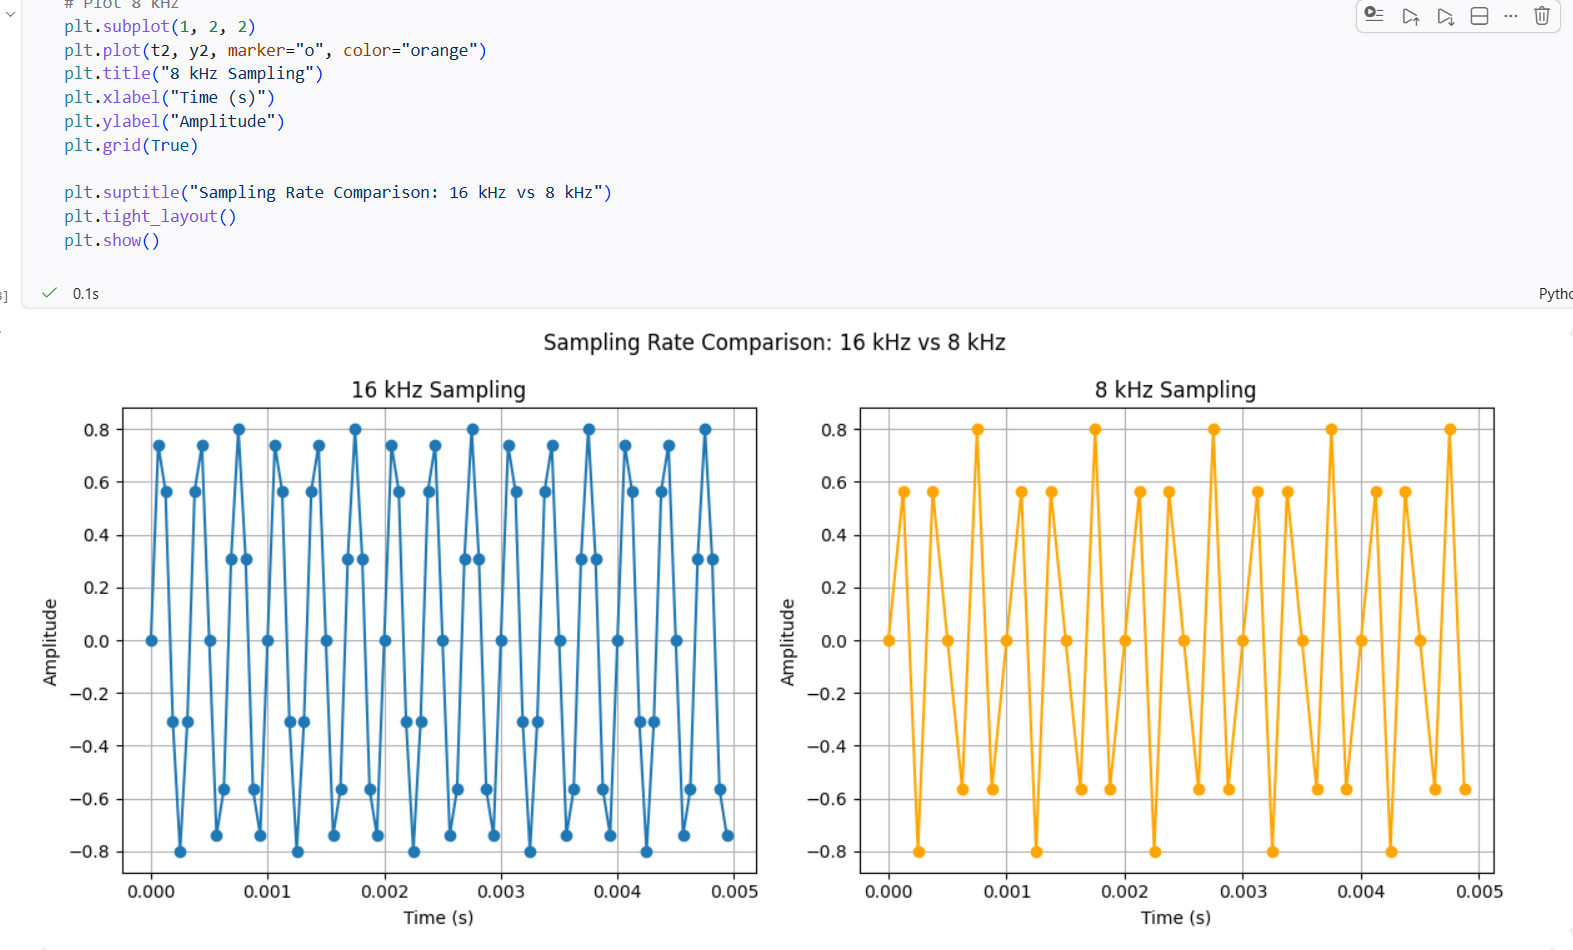 # Plot 8 kHz
plt.subplot(1, 2, 2)
plt.plot(t2, y2, marker="o", color="orange")
plt.title("8 kHz Sampling")
plt.xlabel("Time (s)")
plt.ylabel("Amplitude")
plt.grid(True)
plt.suptitle("Sampling Rate Comparison: 16 kHz vs 8 kHz")
plt.tight_layout()
plt.show()
]
0.1s
Pytho
Sampling Rate Comparison: 16 kHz vs 8 kHz
16 kHz Sampling
0.8
0.6
0.4
0.2
0.0
−0.2
−0.4
−0.6
−0.8
Amplitude
0.000 0.001 0.002 0.003 0.004 0.005
Time (s)
8 kHz Sampling
0.8
0.6
0.4
0.2
0.0
−0.2
−0.4
−0.6
−0.8
Amplitude
0.000 0.001 0.002 0.003 0.004 0.005
Time (s)